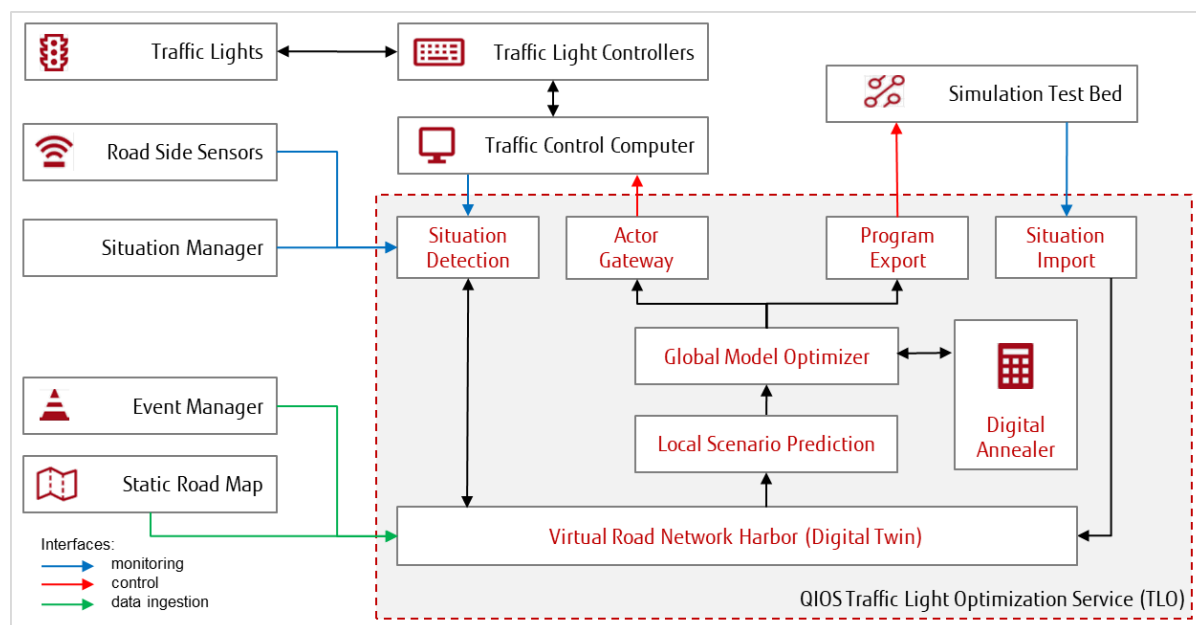 Traffic Lights
Traffic Light Controllers
Simulation Test Bed
Road Side Sensors
Traffic Control Computer
Situation Manager
Situation
Detection
Actor
Gateway
Program
Export
Situation
Import
Global Model Optimizer
Digital
Annealer
Event Manager
Local Scenario Prediction
Static Road Map
Virtual Road Network Harbor (Digital Twin)
Interfaces:
monitoring
control
data ingestion
QIOS Traffic Light Optimization Service (TLO)